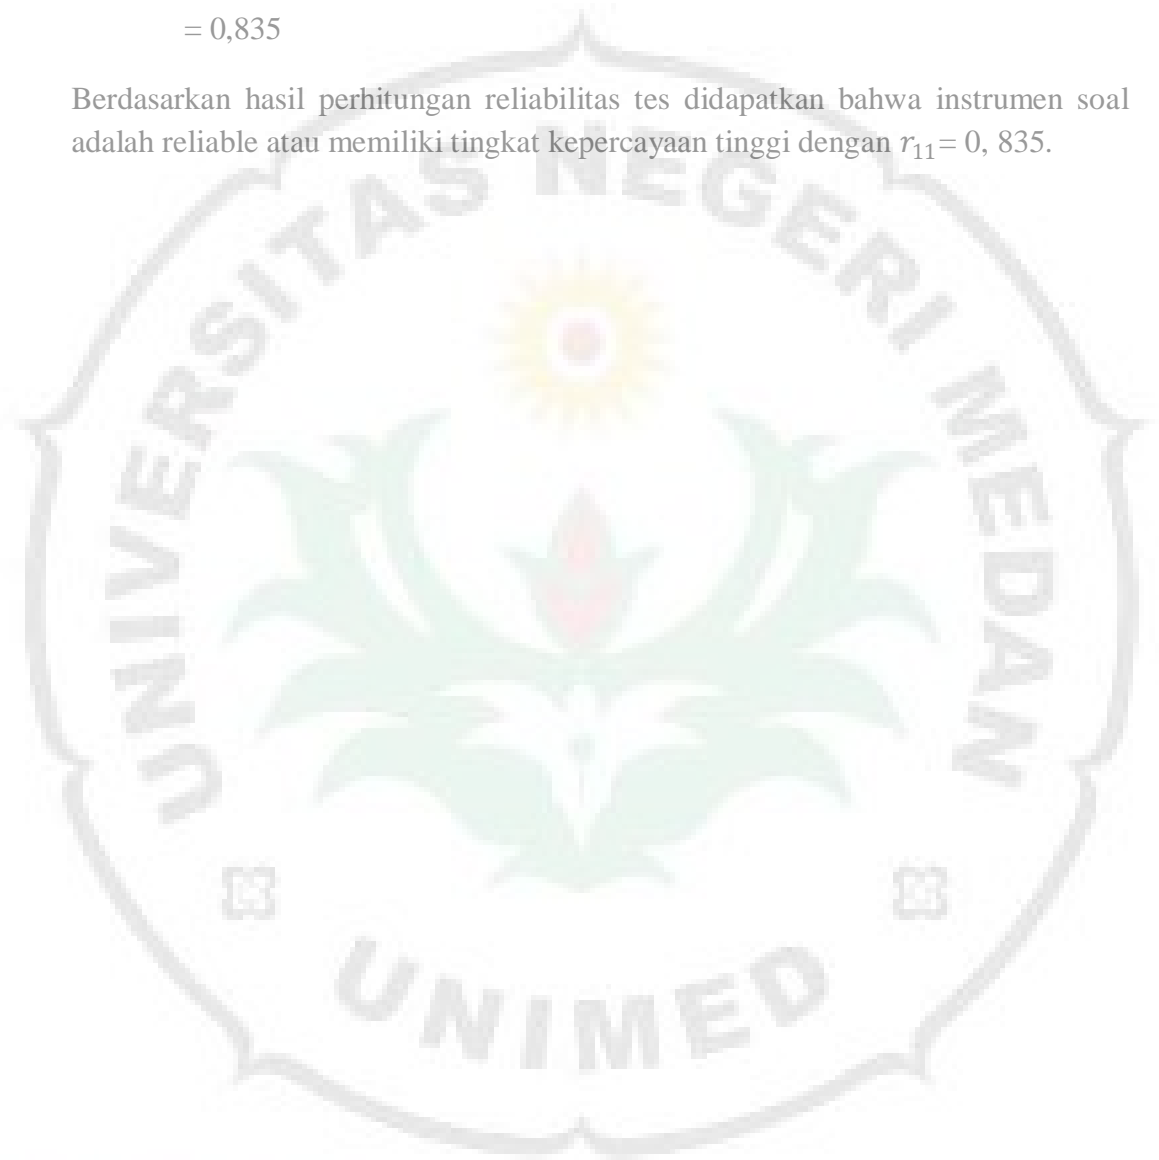 = 0,835
Berdasarkan hasil perhitungan reliabilitas tes didapatkan bahwa instrumen soal
adalah reliable atau memiliki tingkat kepercayaan tinggi dengan r₁₁= 0, 835.
UNIVERSITAS NEGERI MEDAN
UNIMED